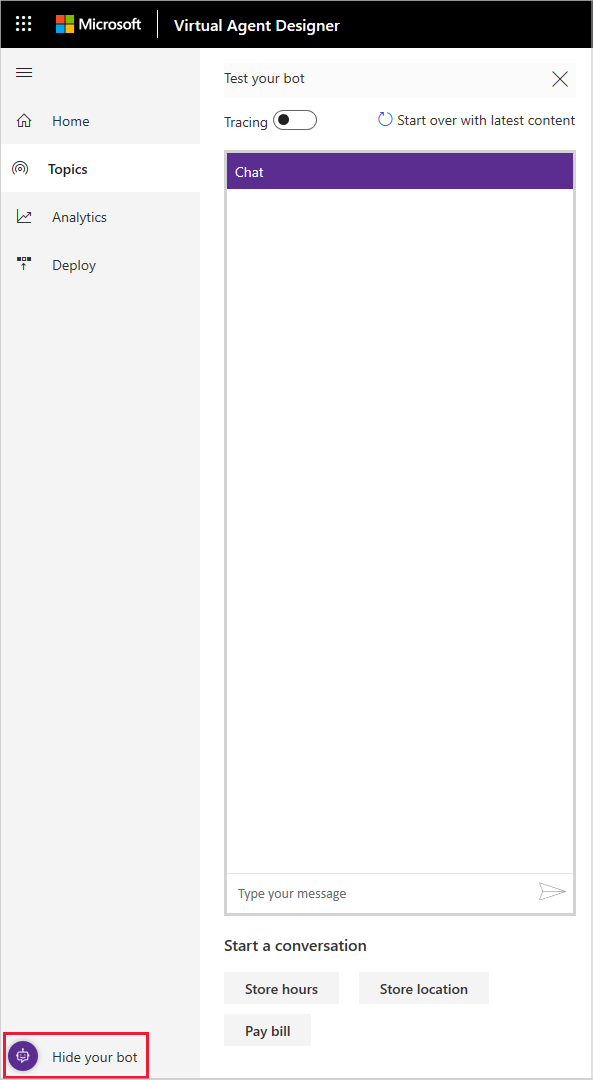 Microsoft Virtual Agent Designer
Home
Topics
Analytics
Deploy
Hide your bot
Test your bot
Tracing Start over with latest content
Chat
Type your message
Start a conversation
Store hours Store location
Pay bill